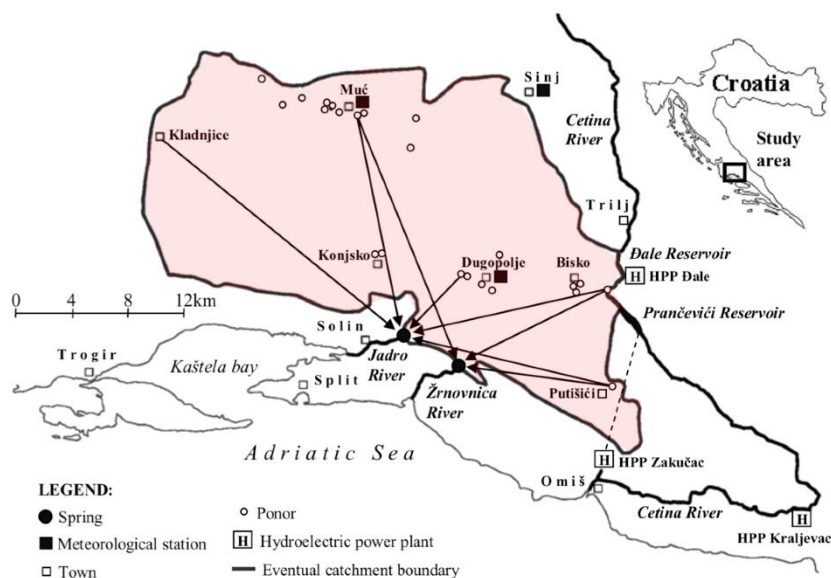 Croatia
Study
area
Sinj
Muć
Cetina
River
Kladnjice
Trilj
Konjsko
Dugopolje
Bisko
Đale Reservoir
H HPP Đale
Prančevići Reservoir
0 4 8 12km
Solin
Jadro
River
Trogir
Kaštela bay
Split
Žrnovnica
River
Putišići
Adriatic Sea
H HPP Zakučac
Omiš
Cetina River
H
HPP Kraljevac
LEGEND:
Spring
Meteorological station
Town
Ponor
H Hydroelectric power plant
Eventual catchment boundary